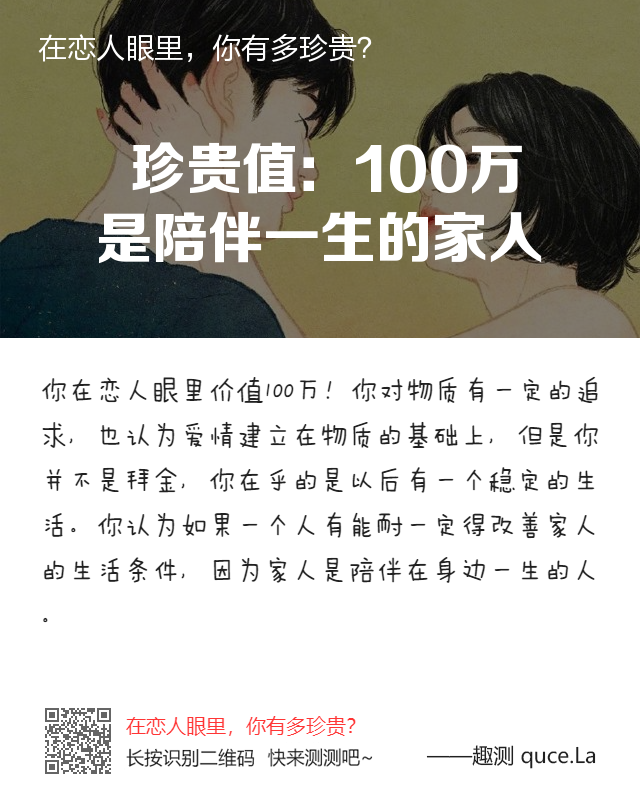 在恋人眼里，你有多珍贵？
珍贵值：100万
是陪伴一生的家人
你在恋人眼里价值100万！你对物质有一定的追
求，也认为爱情建立在物质的基础上，但是你
并不是拜金，你在乎的是以后有一个稳定的生
活。你认为如果一个人有能耐一定得改善家人
的生活条件，因为家人是陪伴在身边一生的人
。
在恋人眼里，你有多珍贵？
长按识别二维码 快来测测吧~
——趣测 quce.La